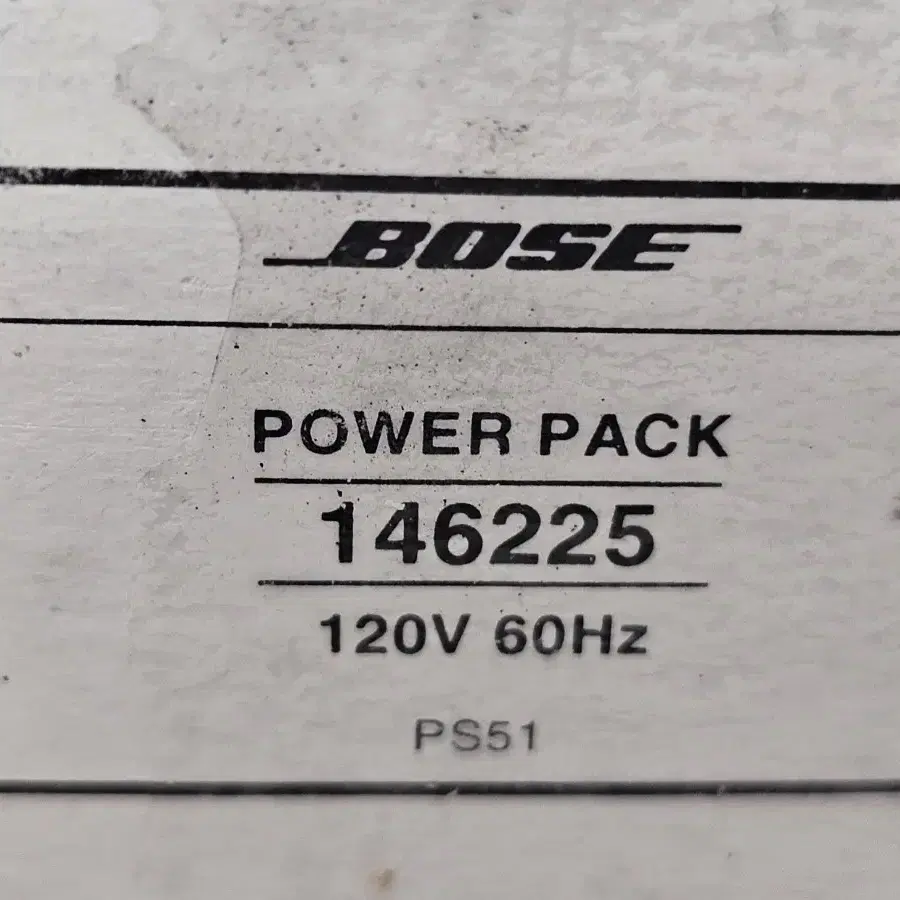 BOSE
POWER PACK
146225
120V 60Hz
PS51